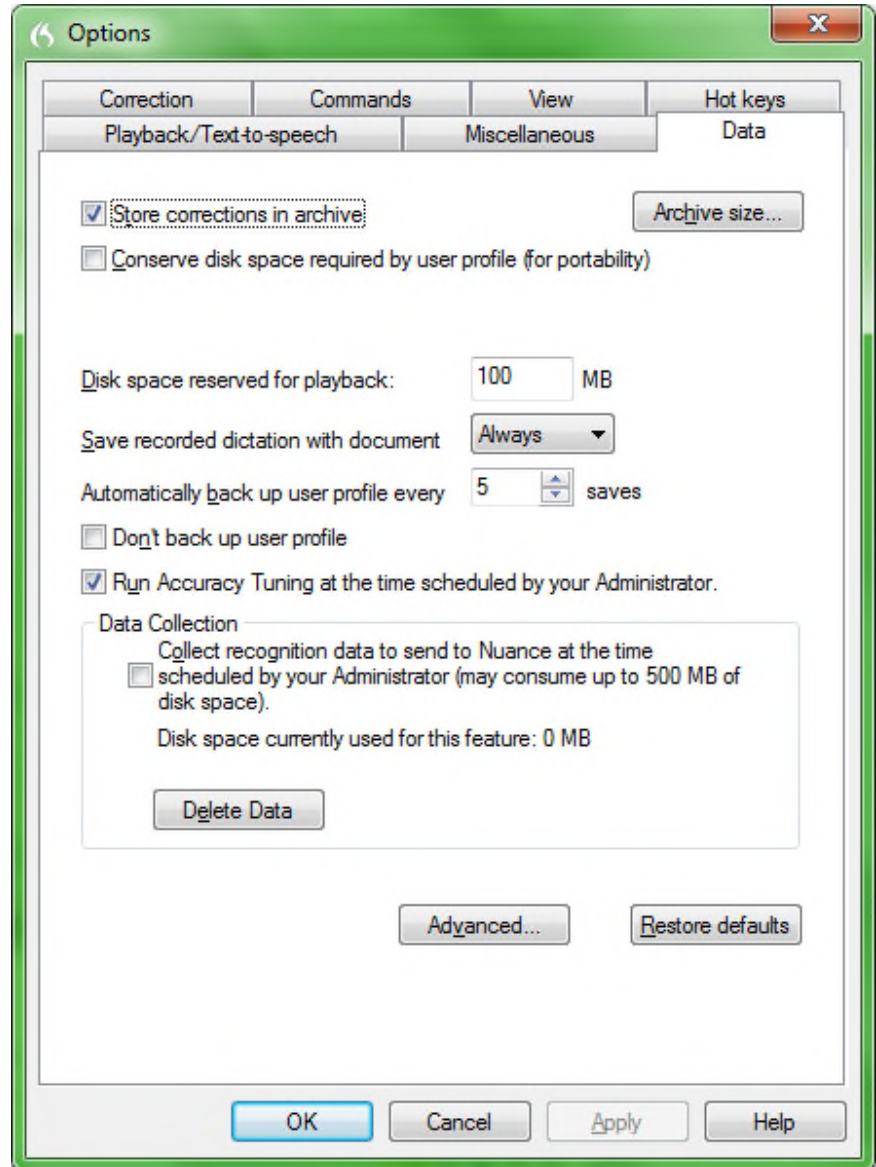 Options
Correction Commands View Hot keys
Playback/Text-to-speech Miscellaneous Data
Store corrections in archive Archive size...
Conserve disk space required by user profile (for portability)
Disk space reserved for playback: 100 MB
Save recorded dictation with document Always
Automatically back up user profile every 5 saves
Don't back up user profile
Run Accuracy Tuning at the time scheduled by your Administrator.
Data Collection
Collect recognition data to send to Nuance at the time
scheduled by your Administrator (may consume up to 500 MB of
disk space).
Disk space currently used for this feature: 0 MB
Delete Data
Advanced... Restore defaults
OK Cancel Apply Help